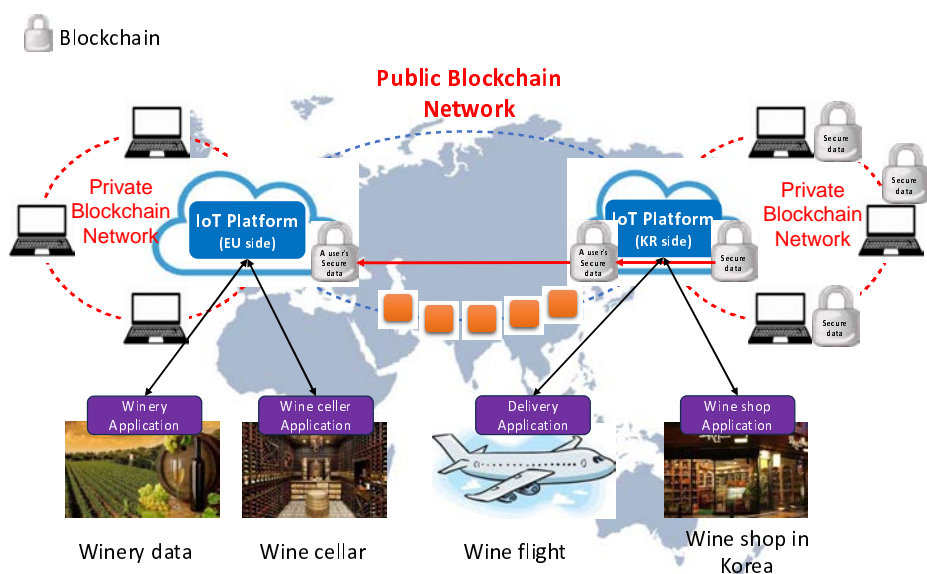 Blockchain
Public Blockchain
Network
Private
Blockchain
Network
IoT Platform
(EU side)
A user's
Secure
data
IoT Platform
(KR side)
A user's
Secure
data
Secure
data
Secure
data
Secure
data
Private
Blockchain
Network
Secure
data
Winery
Application
Wine celler
Application
Delivery
Application
Wine shop
Application
Winery data
Wine cellar
Wine flight
Wine shop in
Korea